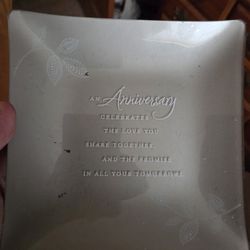 AN Anniversary
CELEBRATES
THE LOVE YOU
SHARE TOGETHER,
AND THE PROMISE
IN ALL YOUR TOMORROWS.